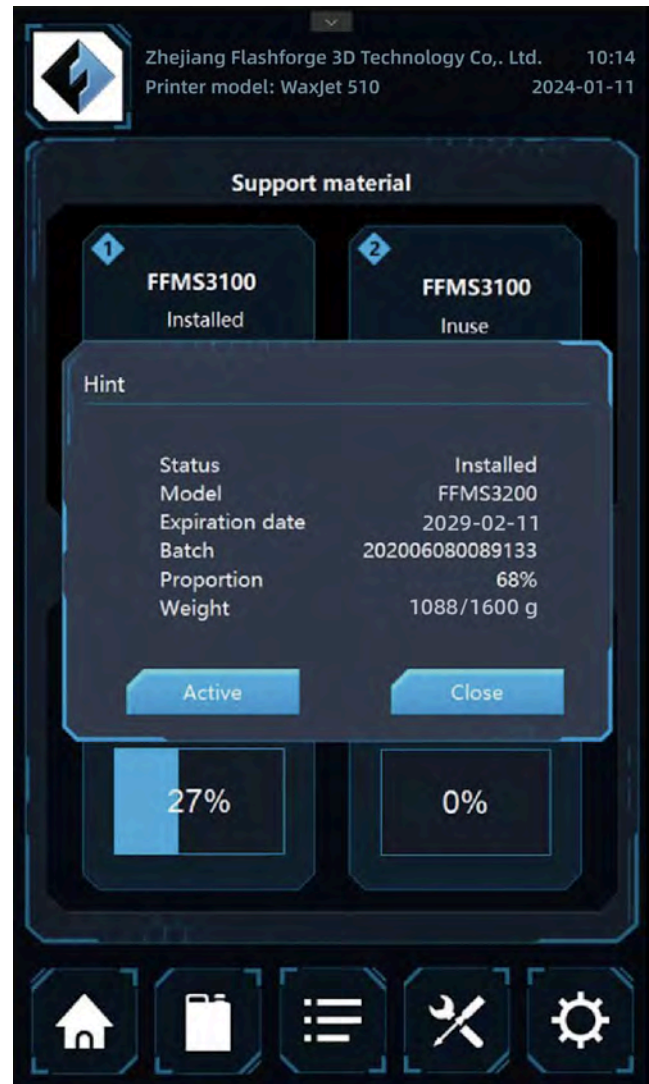 Zhejiang Flashforge 3D Technology Co,. Ltd. 10:14
Printer model: WaxJet 510 2024-01-11
Support material
1 2
FFMS3100 FFMS3100
Installed Inuse
Hint
Status Installed
Model FFMS3200
Expiration date 2029-02-11
Batch 202006080089133
Proportion 68%
Weight 1088/1600 g
Active Close
27% 0%